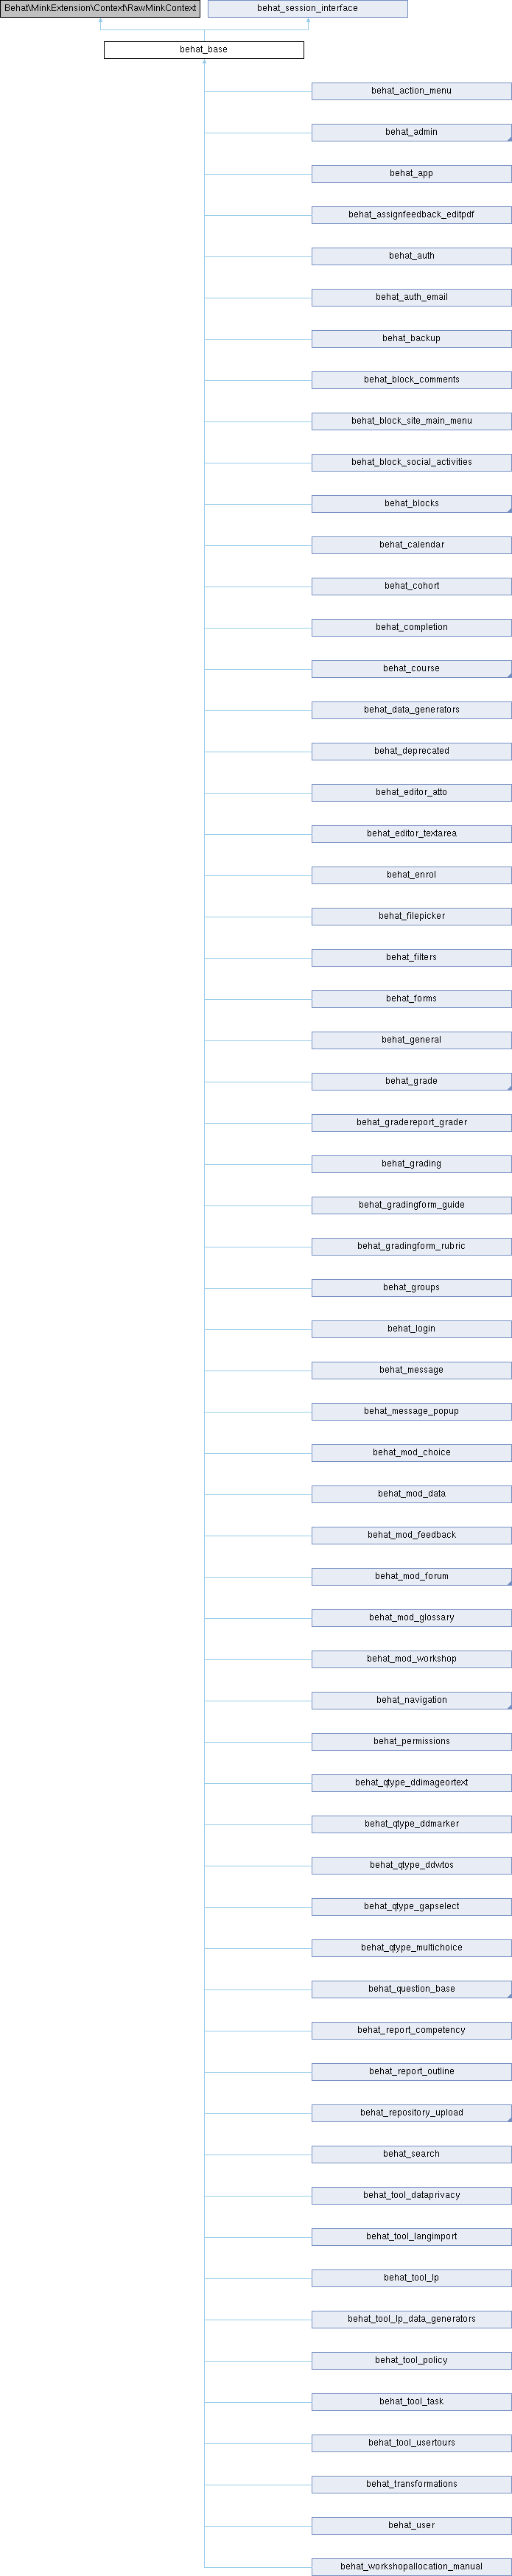 Behat\MinkExtension\Context\RawMinkContext
behat_session_interface
behat_base
behat_action_menu
behat_admin
behat_app
behat_assignfeedback_editpdf
behat_auth
behat_auth_email
behat_backup
behat_block_comments
behat_block_site_main_menu
behat_block_social_activities
behat_blocks
behat_calendar
behat_cohort
behat_completion
behat_course
behat_data_generators
behat_deprecated
behat_editor_atto
behat_editor_textarea
behat_enrol
behat_filepicker
behat_filters
behat_forms
behat_general
behat_grade
behat_gradereport_grader
behat_grading
behat_gradingform_guide
behat_gradingform_rubric
behat_groups
behat_login
behat_message
behat_message_popup
behat_mod_choice
behat_mod_data
behat_mod_feedback
behat_mod_forum
behat_mod_glossary
behat_mod_workshop
behat_navigation
behat_permissions
behat_qtype_ddimageortext
behat_qtype_ddmarker
behat_qtype_ddwtos
behat_qtype_gapselect
behat_qtype_multichoice
behat_question_base
behat_report_competency
behat_report_outline
behat_repository_upload
behat_search
behat_tool_dataprivacy
behat_tool_langimport
behat_tool_lp
behat_tool_lp_data_generators
behat_tool_policy
behat_tool_task
behat_tool_usertours
behat_transformations
behat_user
behat_workshopallocation_manual